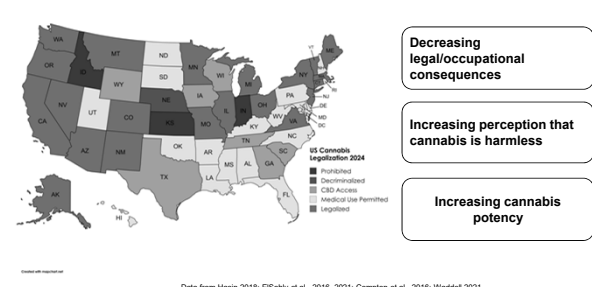 WA
MT
ND
MN
ME
VT
NH
OR
ID
SD
WI
MI
NY
RI
WY
IA
PA
NJ
NE
DE
NV
UT
IL
IN
OH
MD
DC
CA
CO
KS
MO
KY
WV
VA
TN
NC
AZ
NM
OK
AR
SC
MS
AL
GA
TX
LA
FL
AK
HI
US Cannabis
Legalization 2024
Prohibited
Decriminalized
CBD Access
Medical Use Permitted
Legalized
Decreasing
legal/occupational
consequences
Increasing perception that
cannabis is harmless
Increasing cannabis
potency
Created with mapchart.net